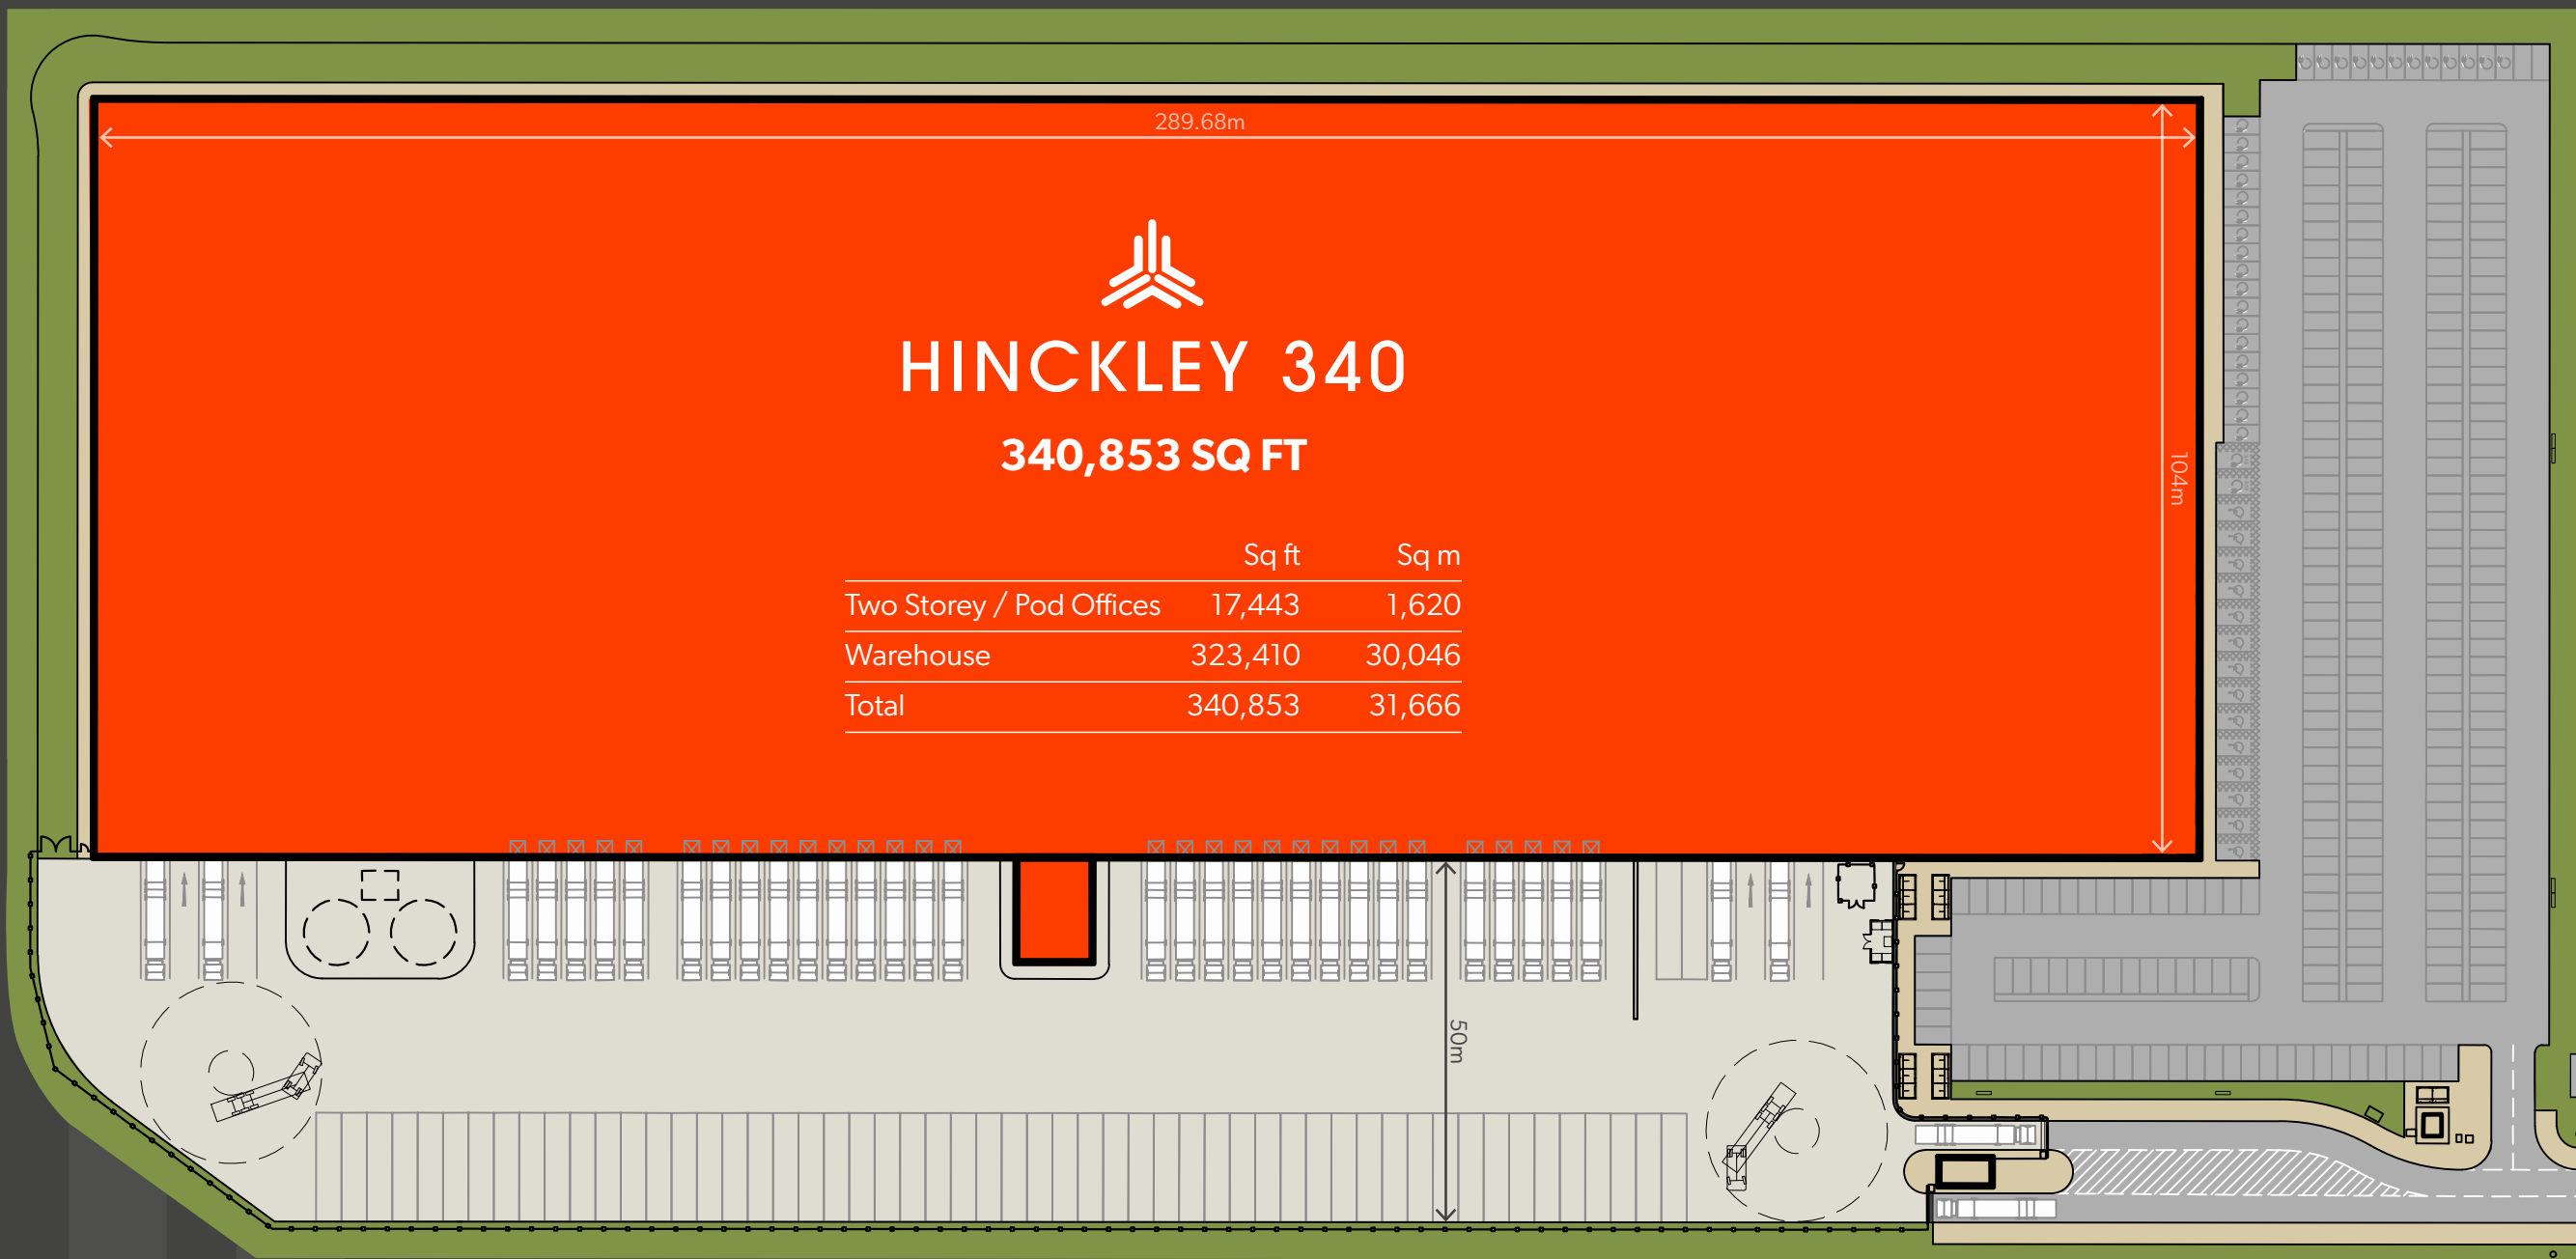 289.68m
104m
HINCKLEY 340
340,853 SQ FT
Sq ft Sq m
Two Storey / Pod Offices 17,443 1,620
Warehouse 323,410 30,046
Total 340,853 31,666
50m